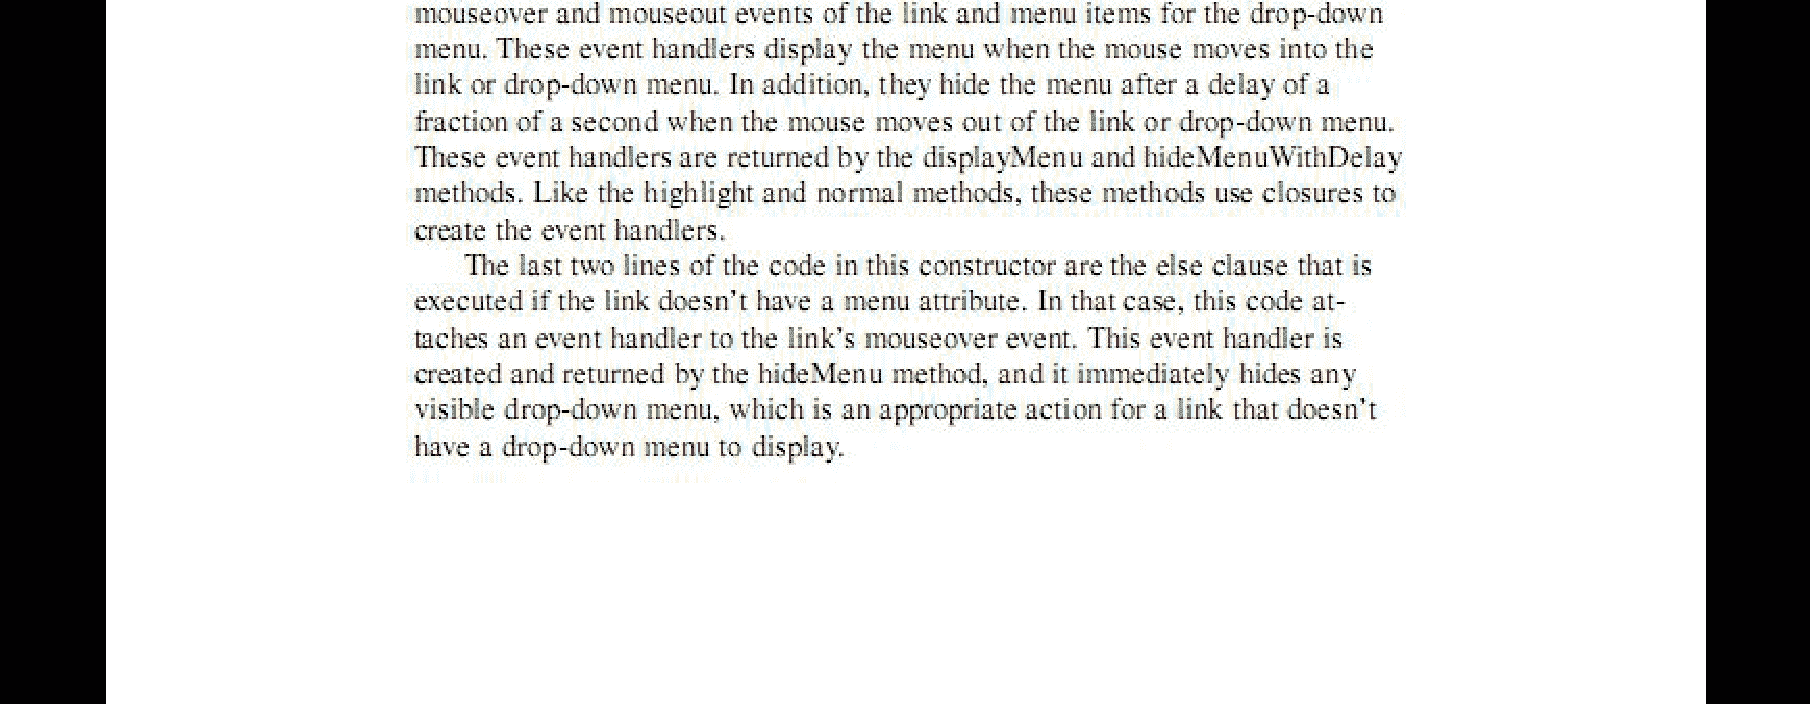 mouseover and mouseout events of the link and menu items for the drop-down
menu. These event handlers display the menu when the mouse moves into the
link or drop-down menu. In addition, they hide the menu after a delay of a
fraction of a second when the mouse moves out of the link or drop-down menu.
These event handlers are returned by the displayMenu and hideMenuWithDelay
methods. Like the highlight and normal methods, these methods use closures to
create the event handlers.
The last two lines of the code in this constructor are the else clause that is
executed if the link doesn't have a menu attribute. In that case, this code at-
taches an event handler to the link's mouseover event. This event handler is
created and returned by the hideMenu method, and it immediately hides any
visible drop-down menu, which is an appropriate action for a link that doesn't
have a drop-down menu to display.